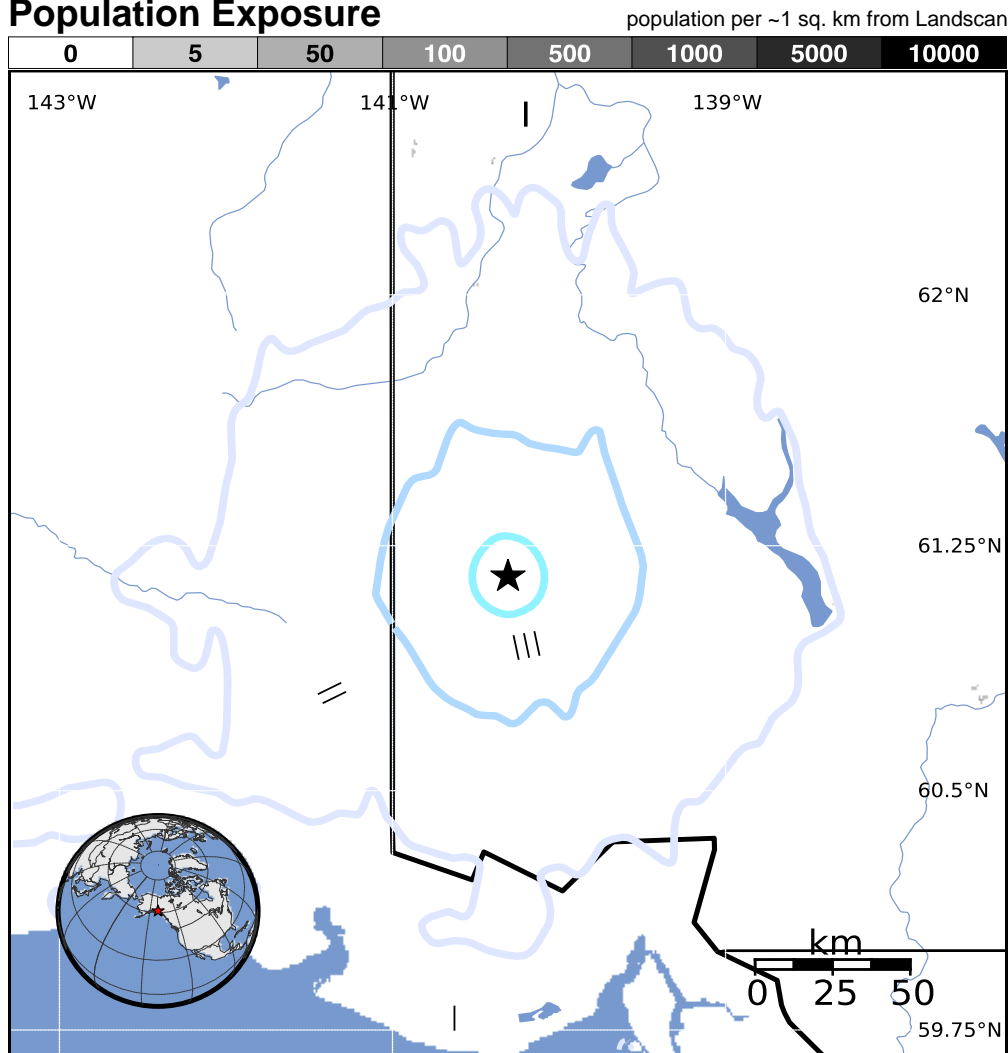 Population Exposure
population per ~1 sq. km from Landscan
0 5 50 100 500 1000 5000 10000
143°W 141°W 139°W
I
62°N
61.25°N
III
II
60.5°N
km
0 25 50
I
59.75°N